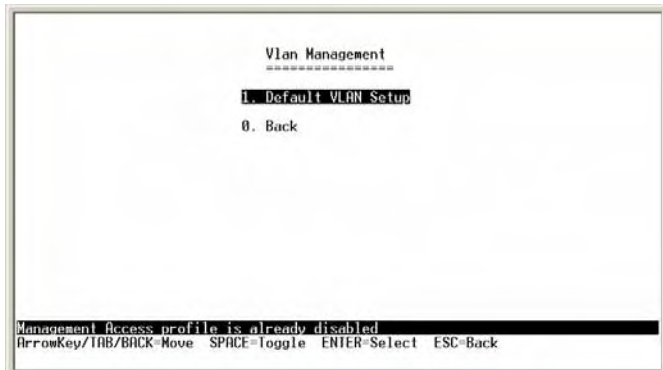 Vlan Management
================
1. Default VLAN Setup
0. Back
Management Access profile is already disabled
ArrowKey/TAB/BACK=Move  SPACE=Toggle  ENTER=Select  ESC=Back